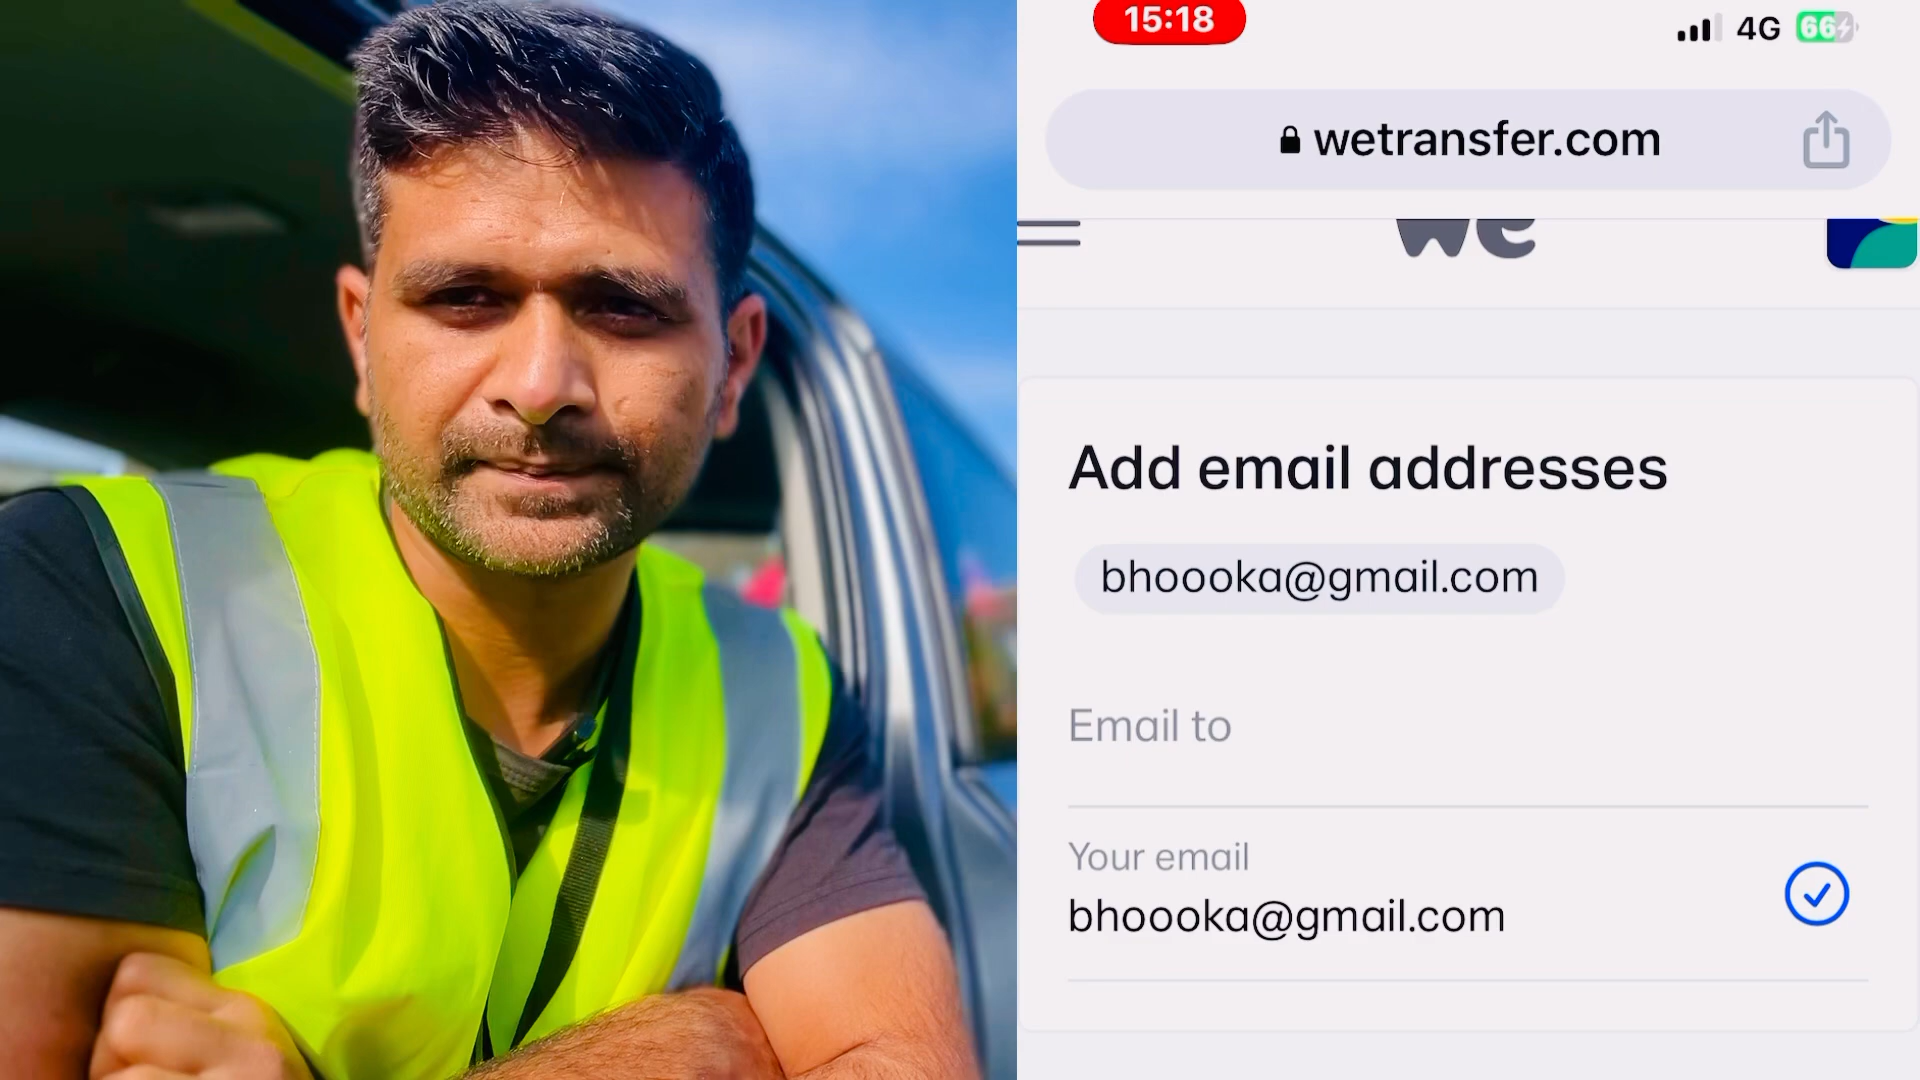 15:18
4G 66
wetransfer.com
we
Add email addresses
bhoooka@gmail.com
Email to
Your email
bhoooka@gmail.com